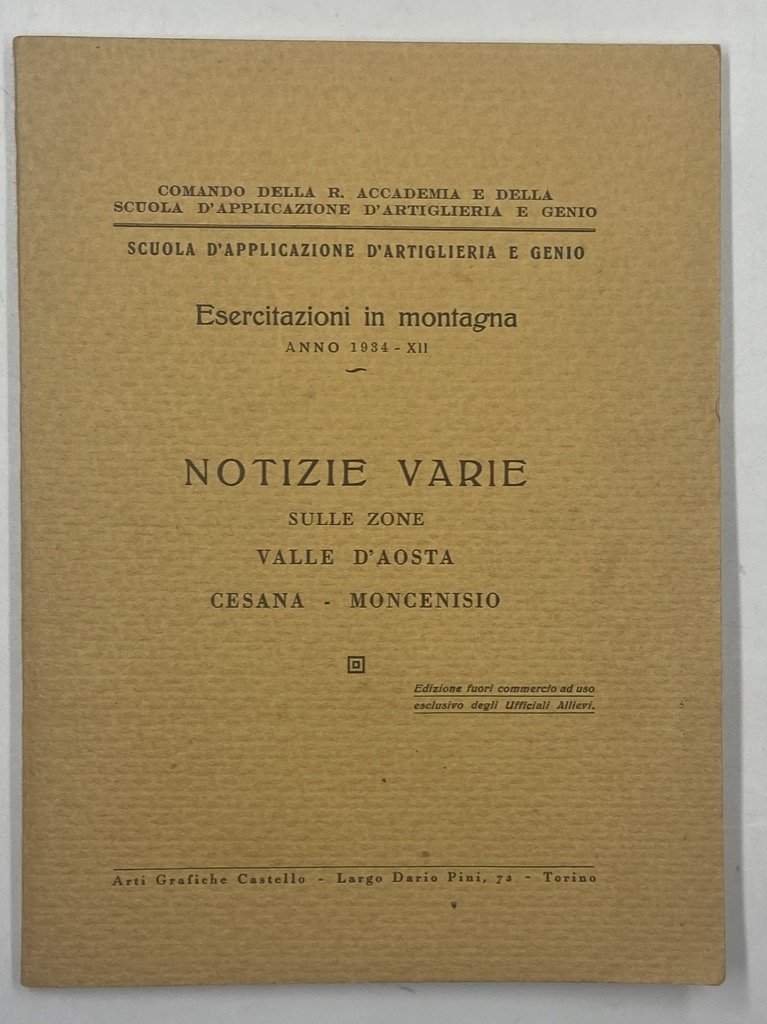 COMANDO DELLA R. ACCADEMIA E DELLA
SCUOLA D'APPLICAZIONE D'ARTIGLIERIA E GENIO
SCUOLA D'APPLICAZIONE D'ARTIGLIERIA E GENIO
Esercitazioni in montagna
ANNO 1934 - XII
NOTIZIE VARIE
SULLE ZONE
VALLE D'AOSTA
CESANA - MONCENISIO
Edizione fuori commercio ad uso
esclusivo degli Ufficiali Allievi.
Arti Grafiche Castello - Largo Dario Pini, 72 - Torino